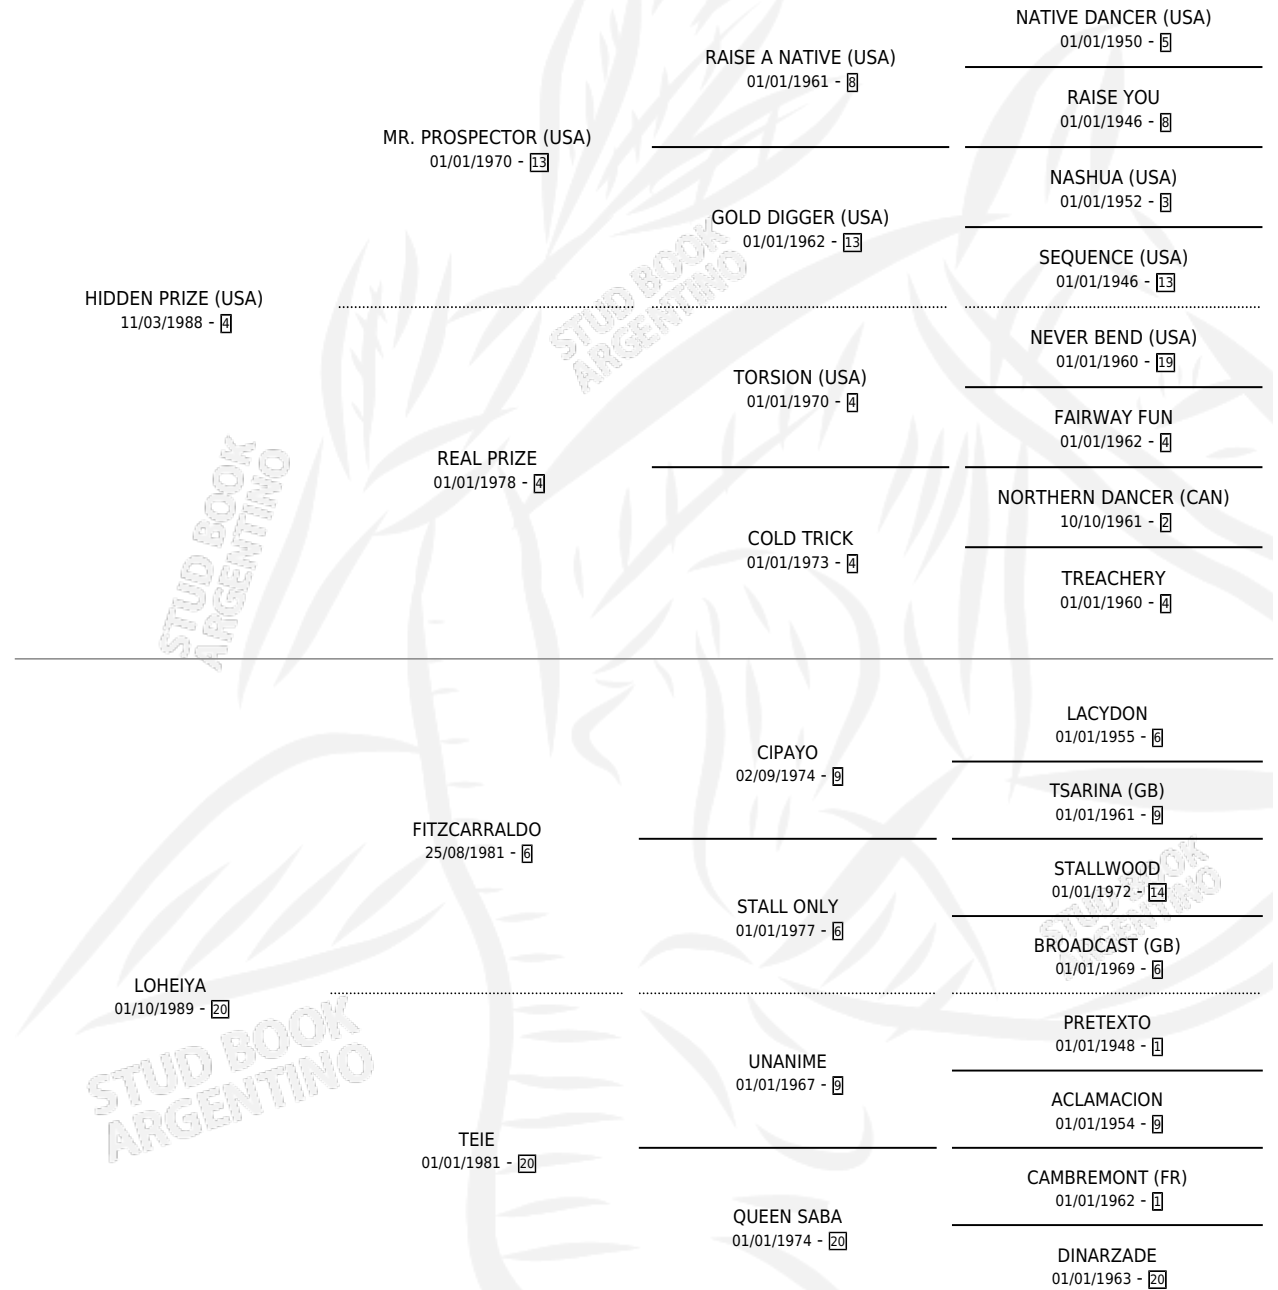 NATIVE DANCER (USA)
01/01/1950 - 5
RAISE A NATIVE (USA)
01/01/1961 - 8
RAISE YOU
01/01/1946 - 8
MR. PROSPECTOR (USA)
01/01/1970 - 13
NASHUA (USA)
01/01/1952 - 3
GOLD DIGGER (USA)
01/01/1962 - 13
SEQUENCE (USA)
01/01/1946 - 13
HIDDEN PRIZE (USA)
11/03/1988 - 4
STUD BOOK
ARGENTINO
NEVER BEND (USA)
01/01/1960 - 19
TORSION (USA)
01/01/1970 - 4
FAIRWAY FUN
01/01/1962 - 4
REAL PRIZE
01/01/1978 - 4
NORTHERN DANCER (CAN)
10/10/1961 - 2
COLD TRICK
01/01/1973 - 4
TREACHERY
01/01/1960 - 4
STUD BOOK
ARGENTINO
LACYDON
01/01/1955 - 6
CIPAYO
02/09/1974 - 9
TSARINA (GB)
01/01/1961 - 9
FITZCARRALDO
25/08/1981 - 6
STALLWOOD
01/01/1972 - 14
STALL ONLY
01/01/1977 - 6
STUD BOOK
ARGENTINO
BROADCAST (GB)
01/01/1969 - 6
LOHEIYA
01/10/1989 - 20
PRETEXTO
01/01/1948 - 1
UNANIME
01/01/1967 - 9
STUD BOOK
ARGENTINO
ACLAMACION
01/01/1954 - 9
TEIE
01/01/1981 - 20
CAMBREMONT (FR)
01/01/1962 - 1
QUEEN SABA
01/01/1974 - 20
DINARZADE
01/01/1963 - 20